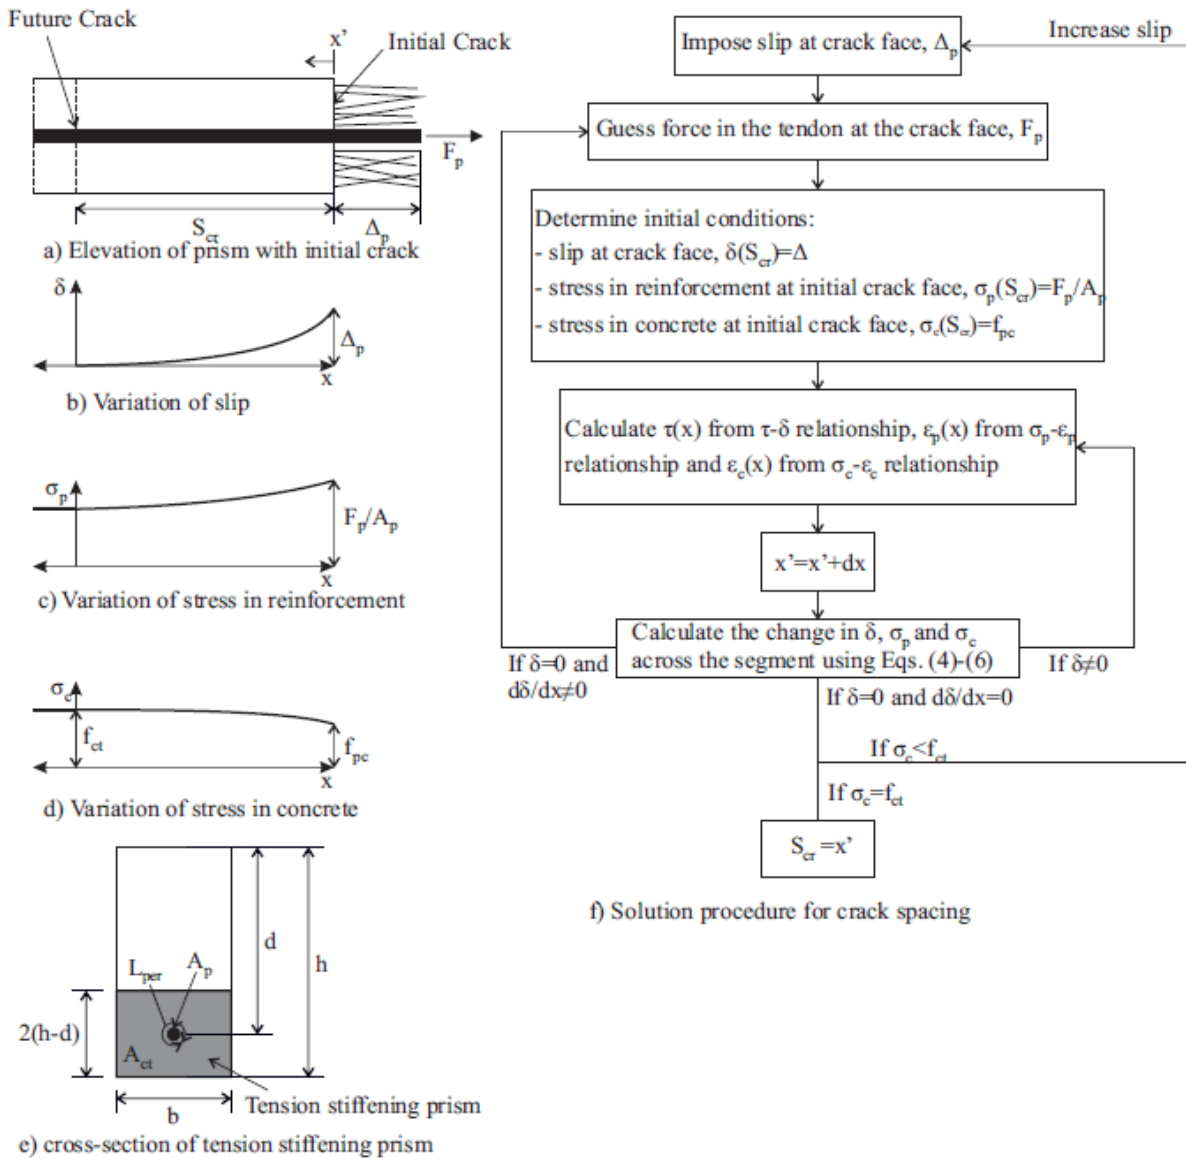 Future Crack
x'
Initial Crack
F_p
S_cr
Δ_p
a) Elevation of prism with initial crack
δ
Δ_p
x
b) Variation of slip
σ_p
F_p/A_p
x
c) Variation of stress in reinforcement
σ_c
f_ct
f_pc
x
d) Variation of stress in concrete
L_per
A_p
d
h
2(h-d)
A_ct
b
Tension stiffening prism
e) cross-section of tension stiffening prism
Impose slip at crack face, Δ_p
Increase slip
Guess force in the tendon at the crack face, F_p
Determine initial conditions:
- slip at crack face, δ(S_cr)=Δ
- stress in reinforcement at initial crack face, σ_p(S_cr)=F_p/A_p
- stress in concrete at initial crack face, σ_c(S_cr)=f_pc
Calculate τ(x) from τ-δ relationship, ε_p(x) from σ_p-ε_p
relationship and ε_c(x) from σ_c-ε_c relationship
x'=x'+dx
Calculate the change in δ, σ_p and σ_c
across the segment using Eqs. (4)-(6)
If δ=0 and
dδ/dx≠0
If δ≠0
If δ=0 and dδ/dx=0
If σ_c<f_ct
If σ_c=f_ct
S_cr=x'
f) Solution procedure for crack spacing